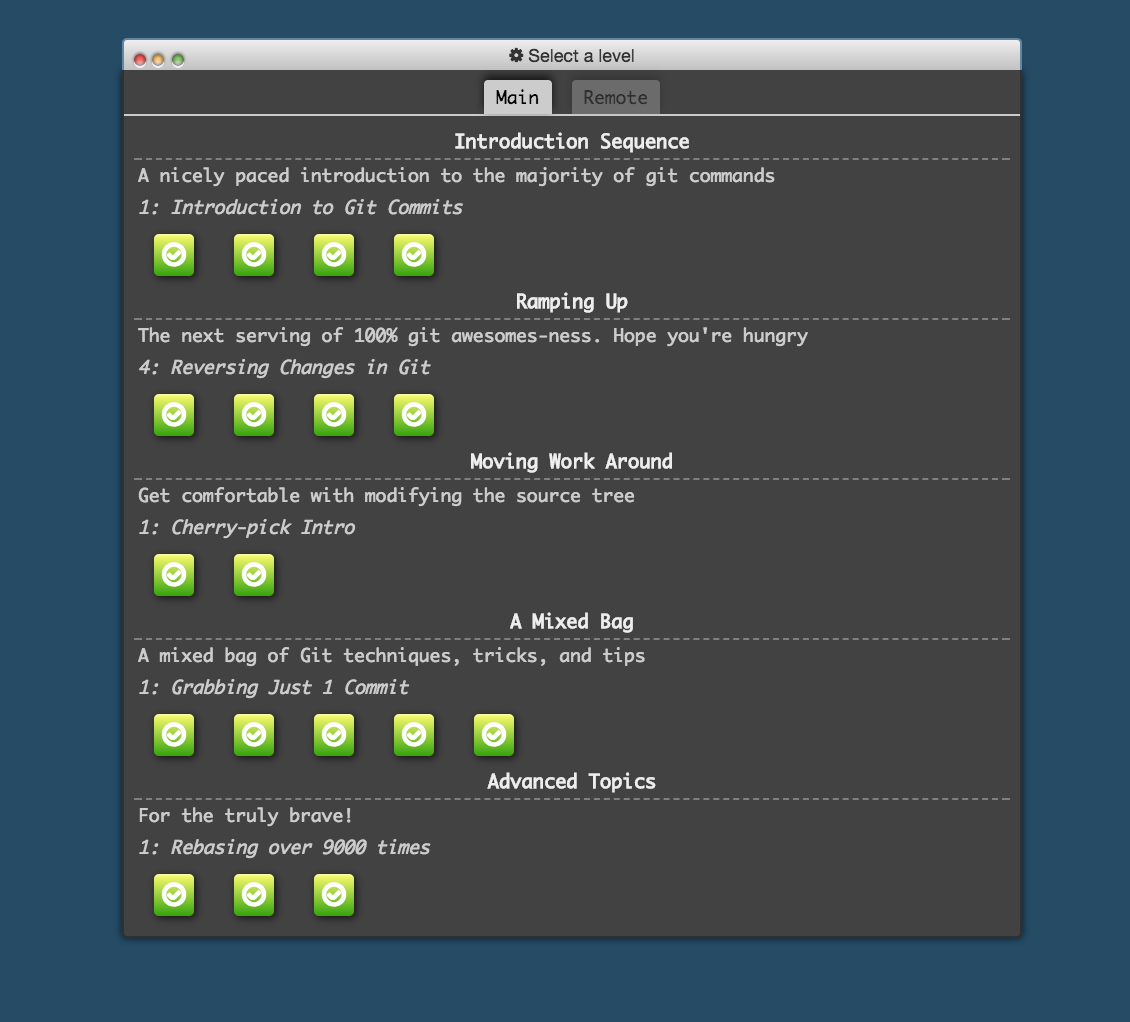 Select a level
Main
Remote
Introduction Sequence
A nicely paced introduction to the majority of git commands
1: Introduction to Git Commits
Ramping Up
The next serving of 100% git awesomes-ness. Hope you're hungry
4: Reversing Changes in Git
Moving Work Around
Get comfortable with modifying the source tree
1: Cherry-pick Intro
A Mixed Bag
A mixed bag of Git techniques, tricks, and tips
1: Grabbing Just 1 Commit
Advanced Topics
For the truly brave!
1: Rebasing over 9000 times